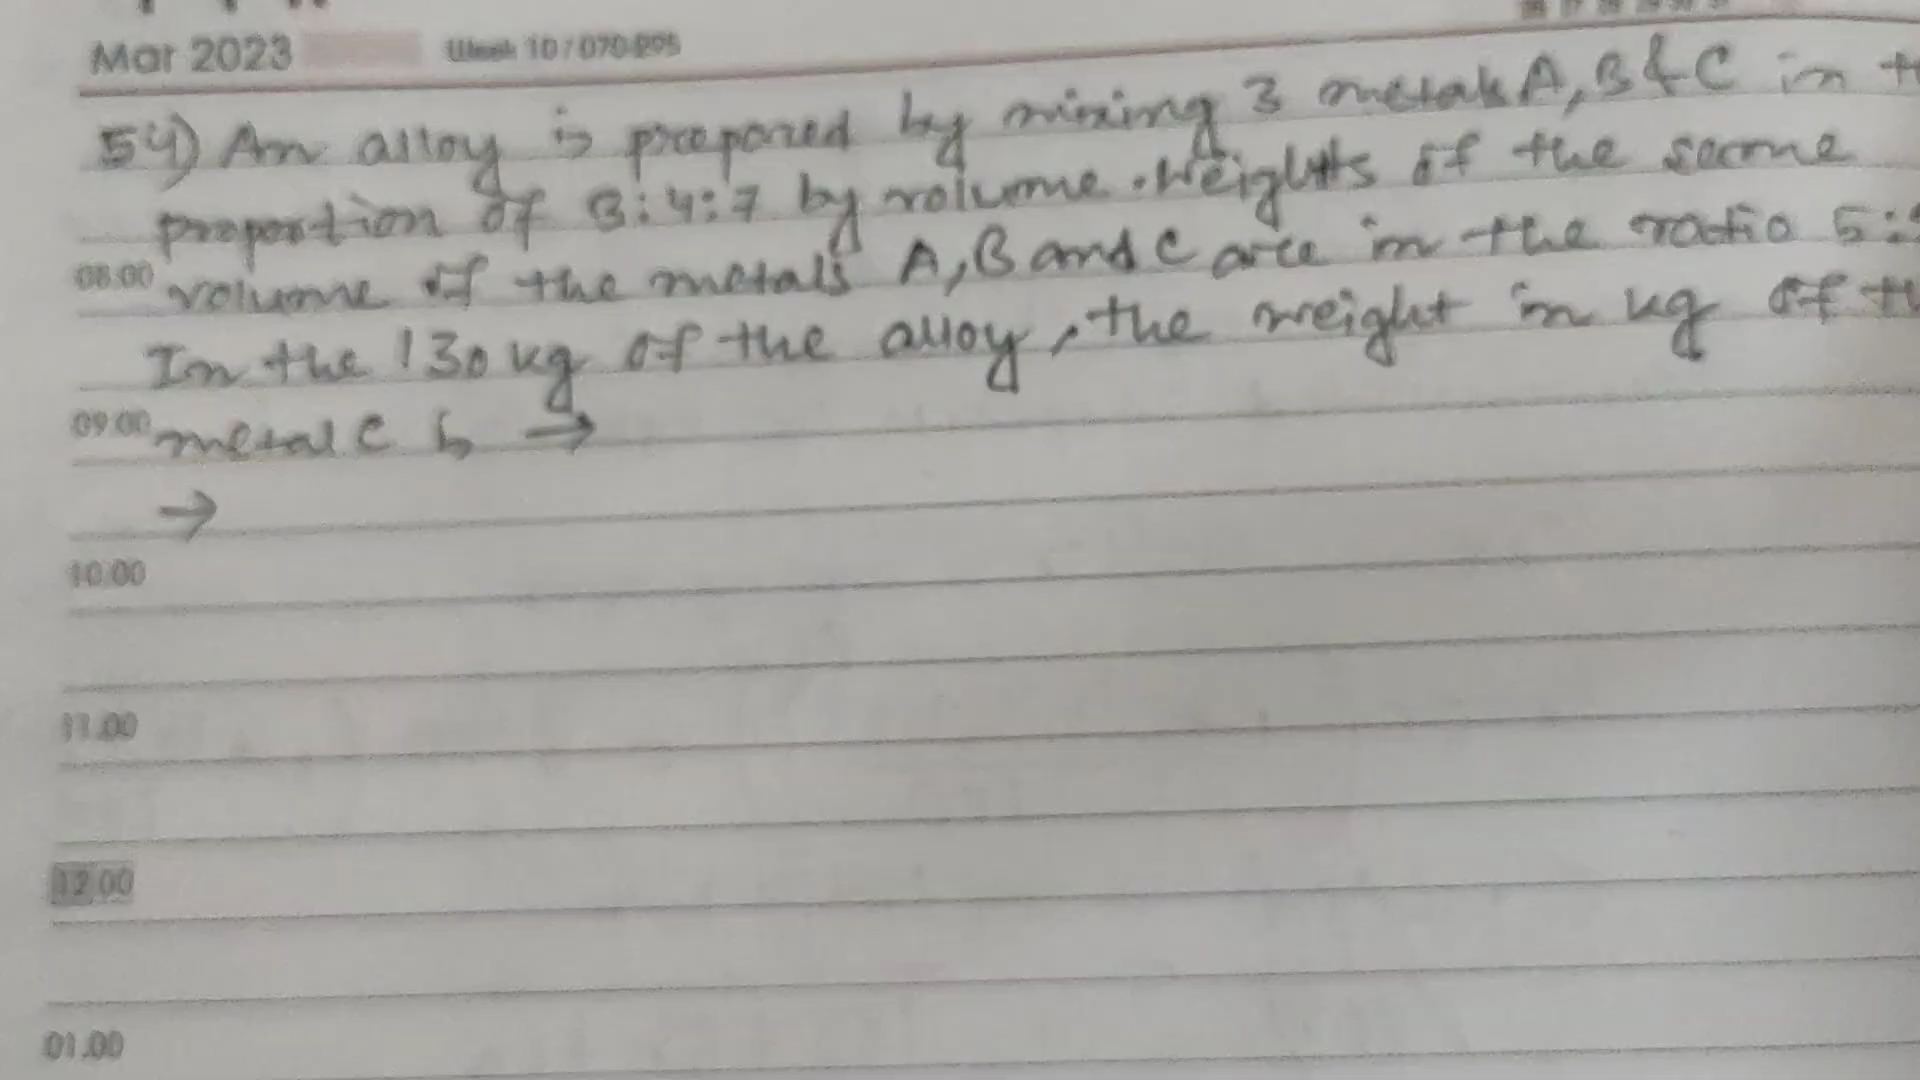 Mar 2023 Week 10/070-295
54) An alloy is prepared by mixing 3 metals A, B & C in
proportion of 3:4:7 by volume. Weights of the same
08:00 volume of the metals A, B and C are in the ratio 5:
In the 130 kg of the alloy, the weight in kg of
09:00 metal C is →
→
10:00
11.00
12.00
01.00